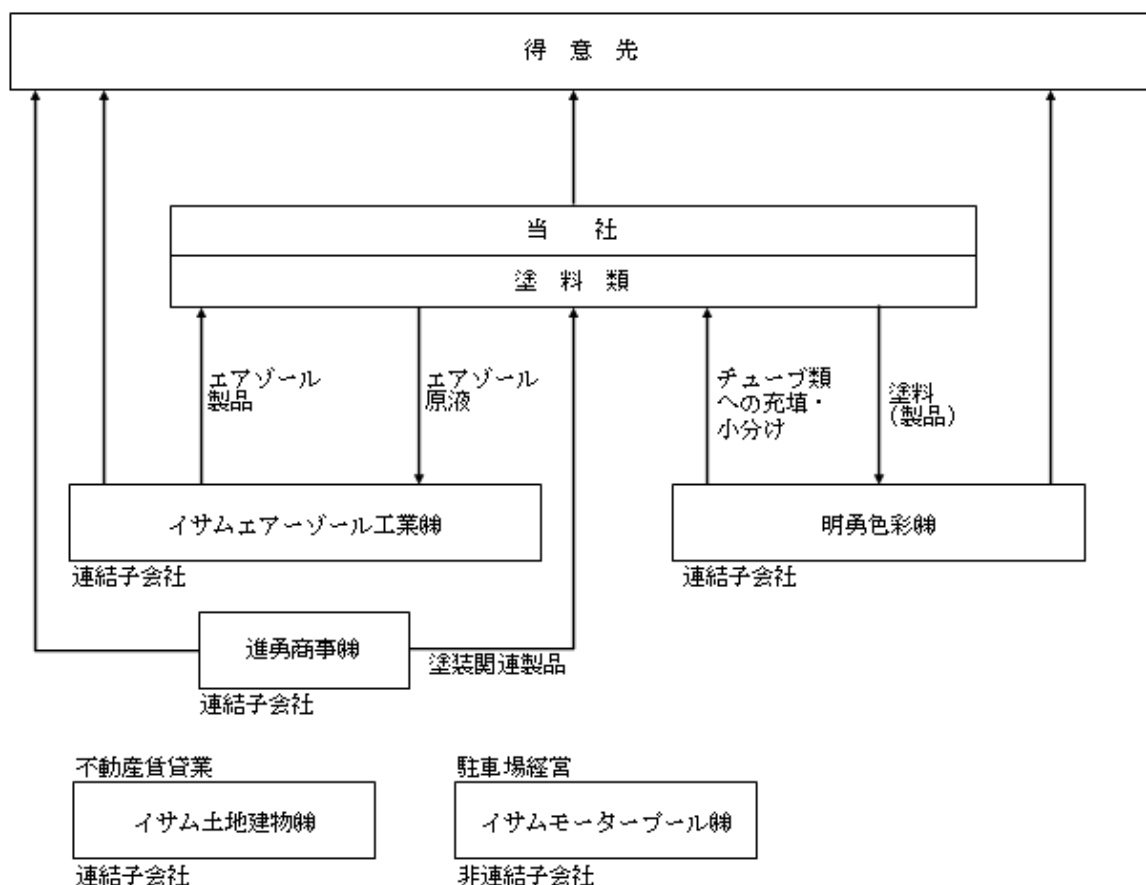 得 意 先
当 社
塗 料 類
エアゾール
製品
エアゾール
原液
チューブ類
への充填・
小分け
塗料
(製品)
イサムエアーゾール工業㈱
連結子会社
明勇色彩㈱
連結子会社
進勇商事㈱
連結子会社
塗装関連製品
不動産賃貸業
イサム土地建物㈱
連結子会社
駐車場経営
イサムモータープール㈱
非連結子会社